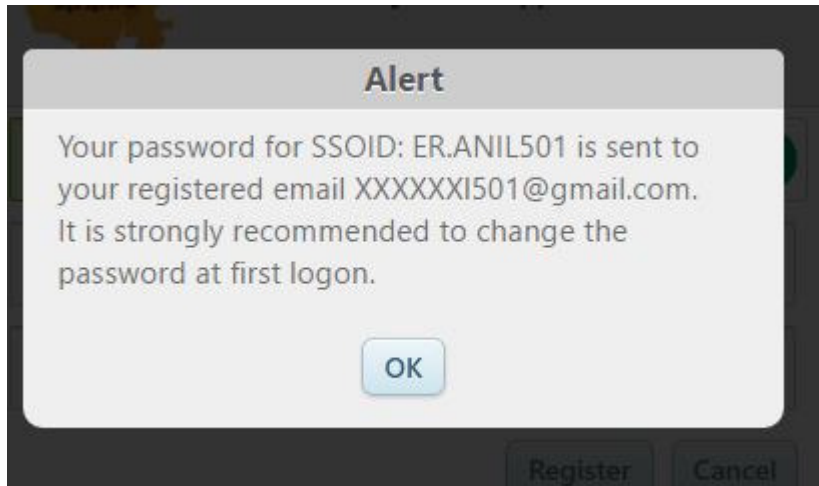 Alert
Your password for SSOID: ER.ANIL501 is sent to
your registered email XXXXXXI501@gmail.com.
It is strongly recommended to change the
password at first logon.
OK
Register Cancel